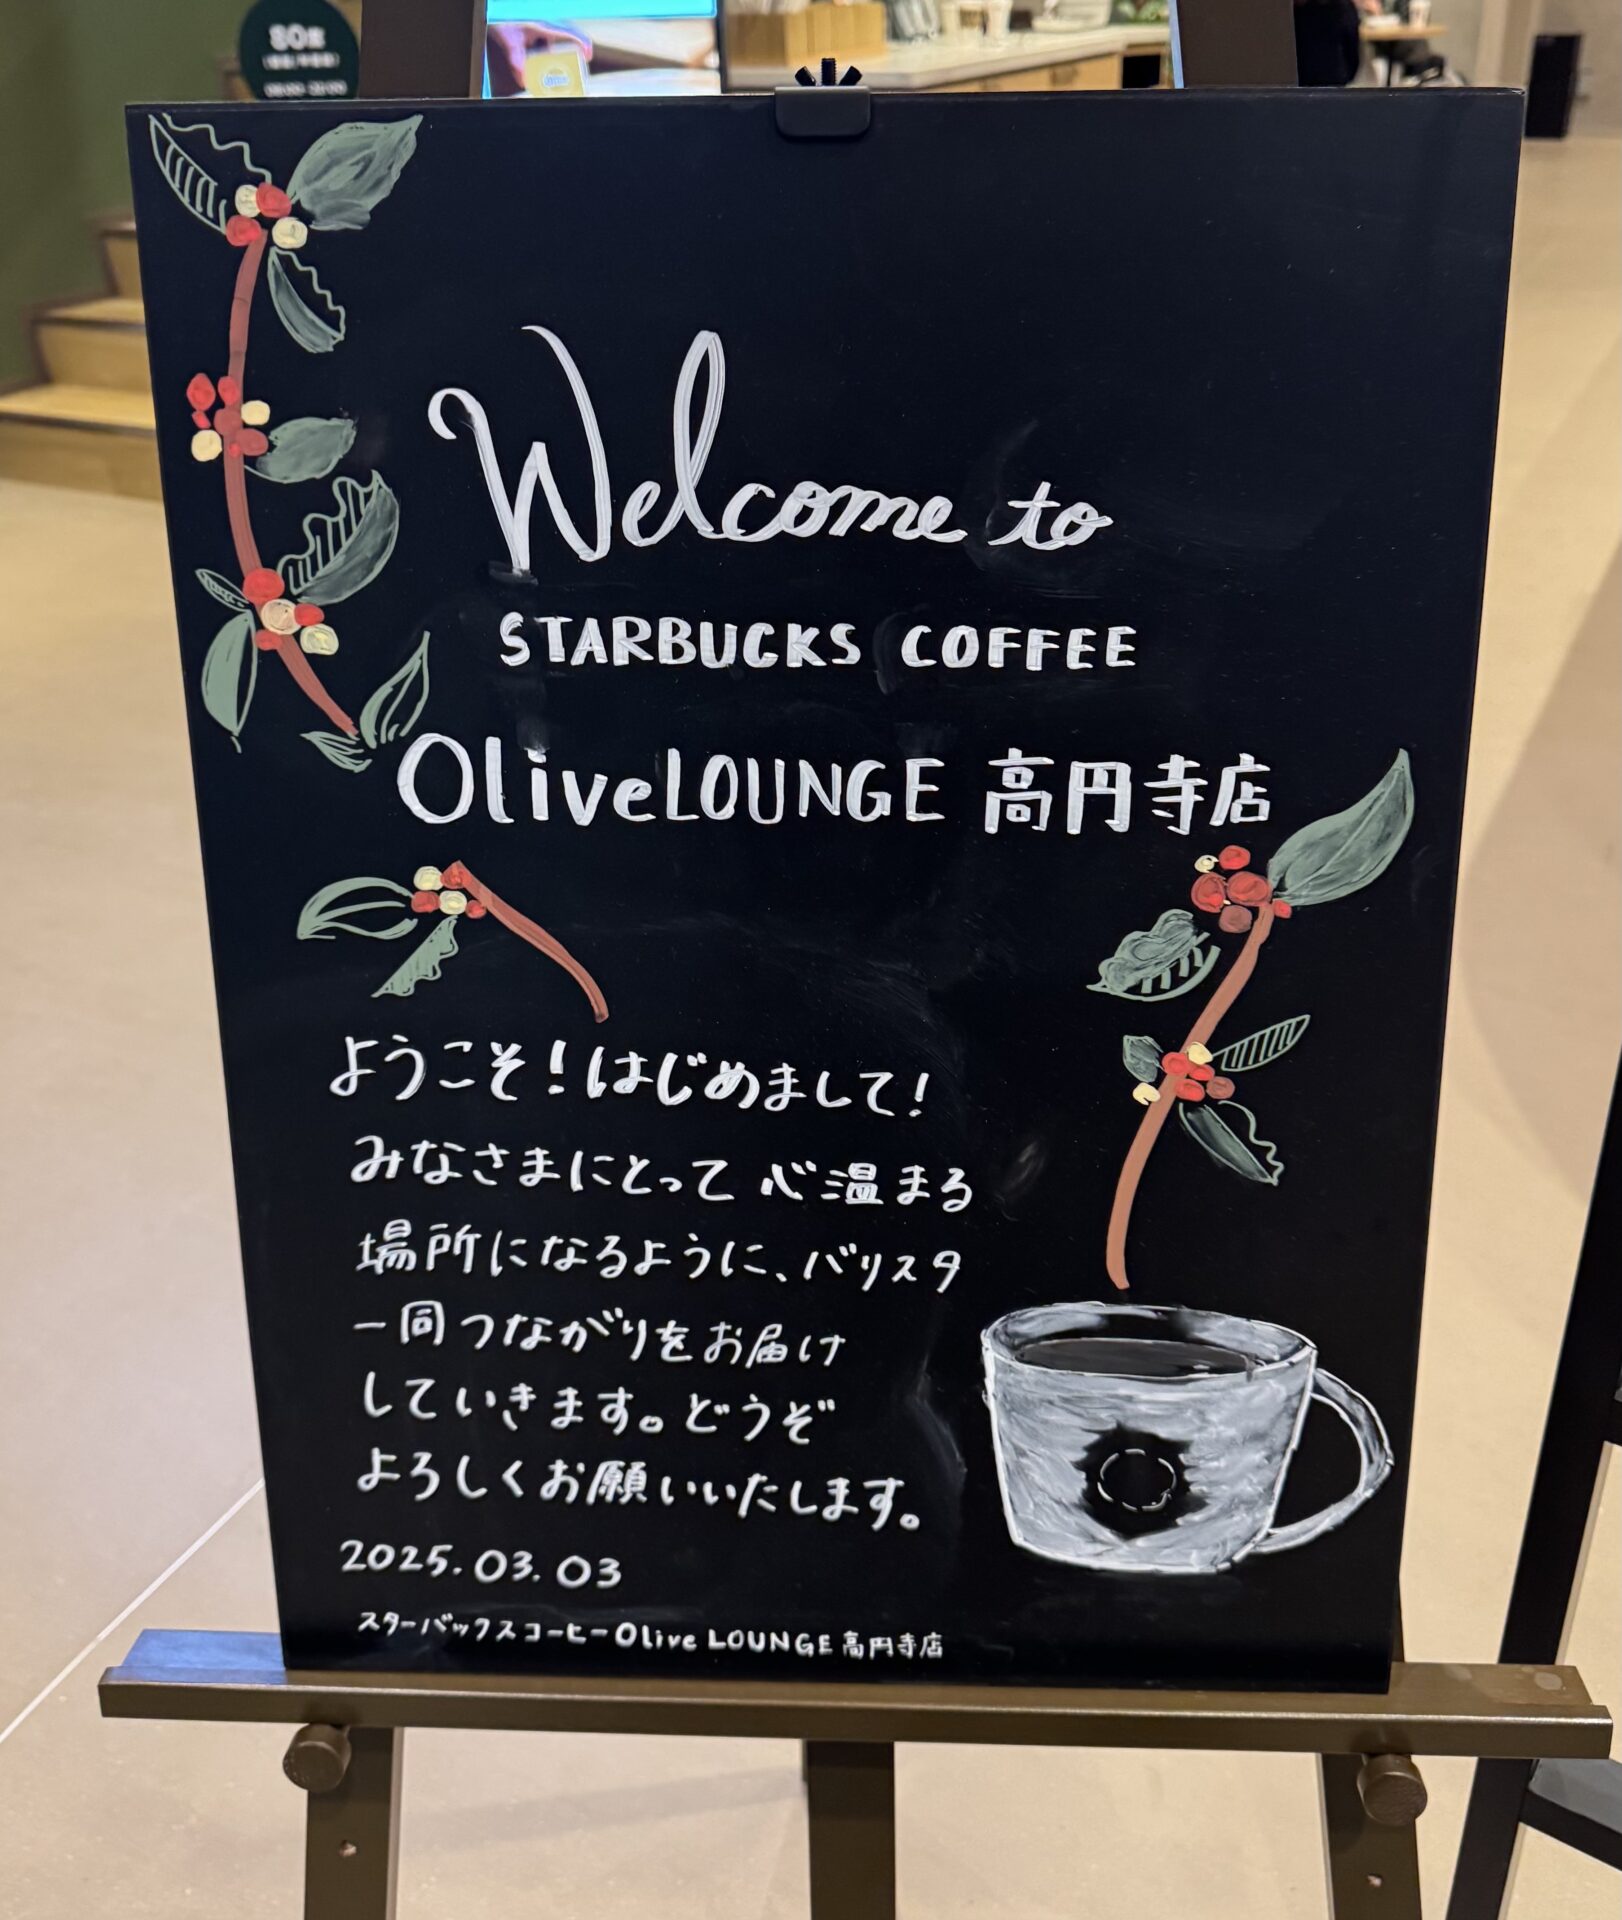 80席
Welcome to
STARBUCKS COFFEE
OliveLOUNGE 高円寺店
ようこそ!はじめまして!
みなさまにとって心温まる
場所になるように、バリスタ
一同つながりをお届け
していきます。どうぞ
よろしくお願いいたします。
2025.03.03
スターバックスコーヒーOlive LOUNGE高円寺店